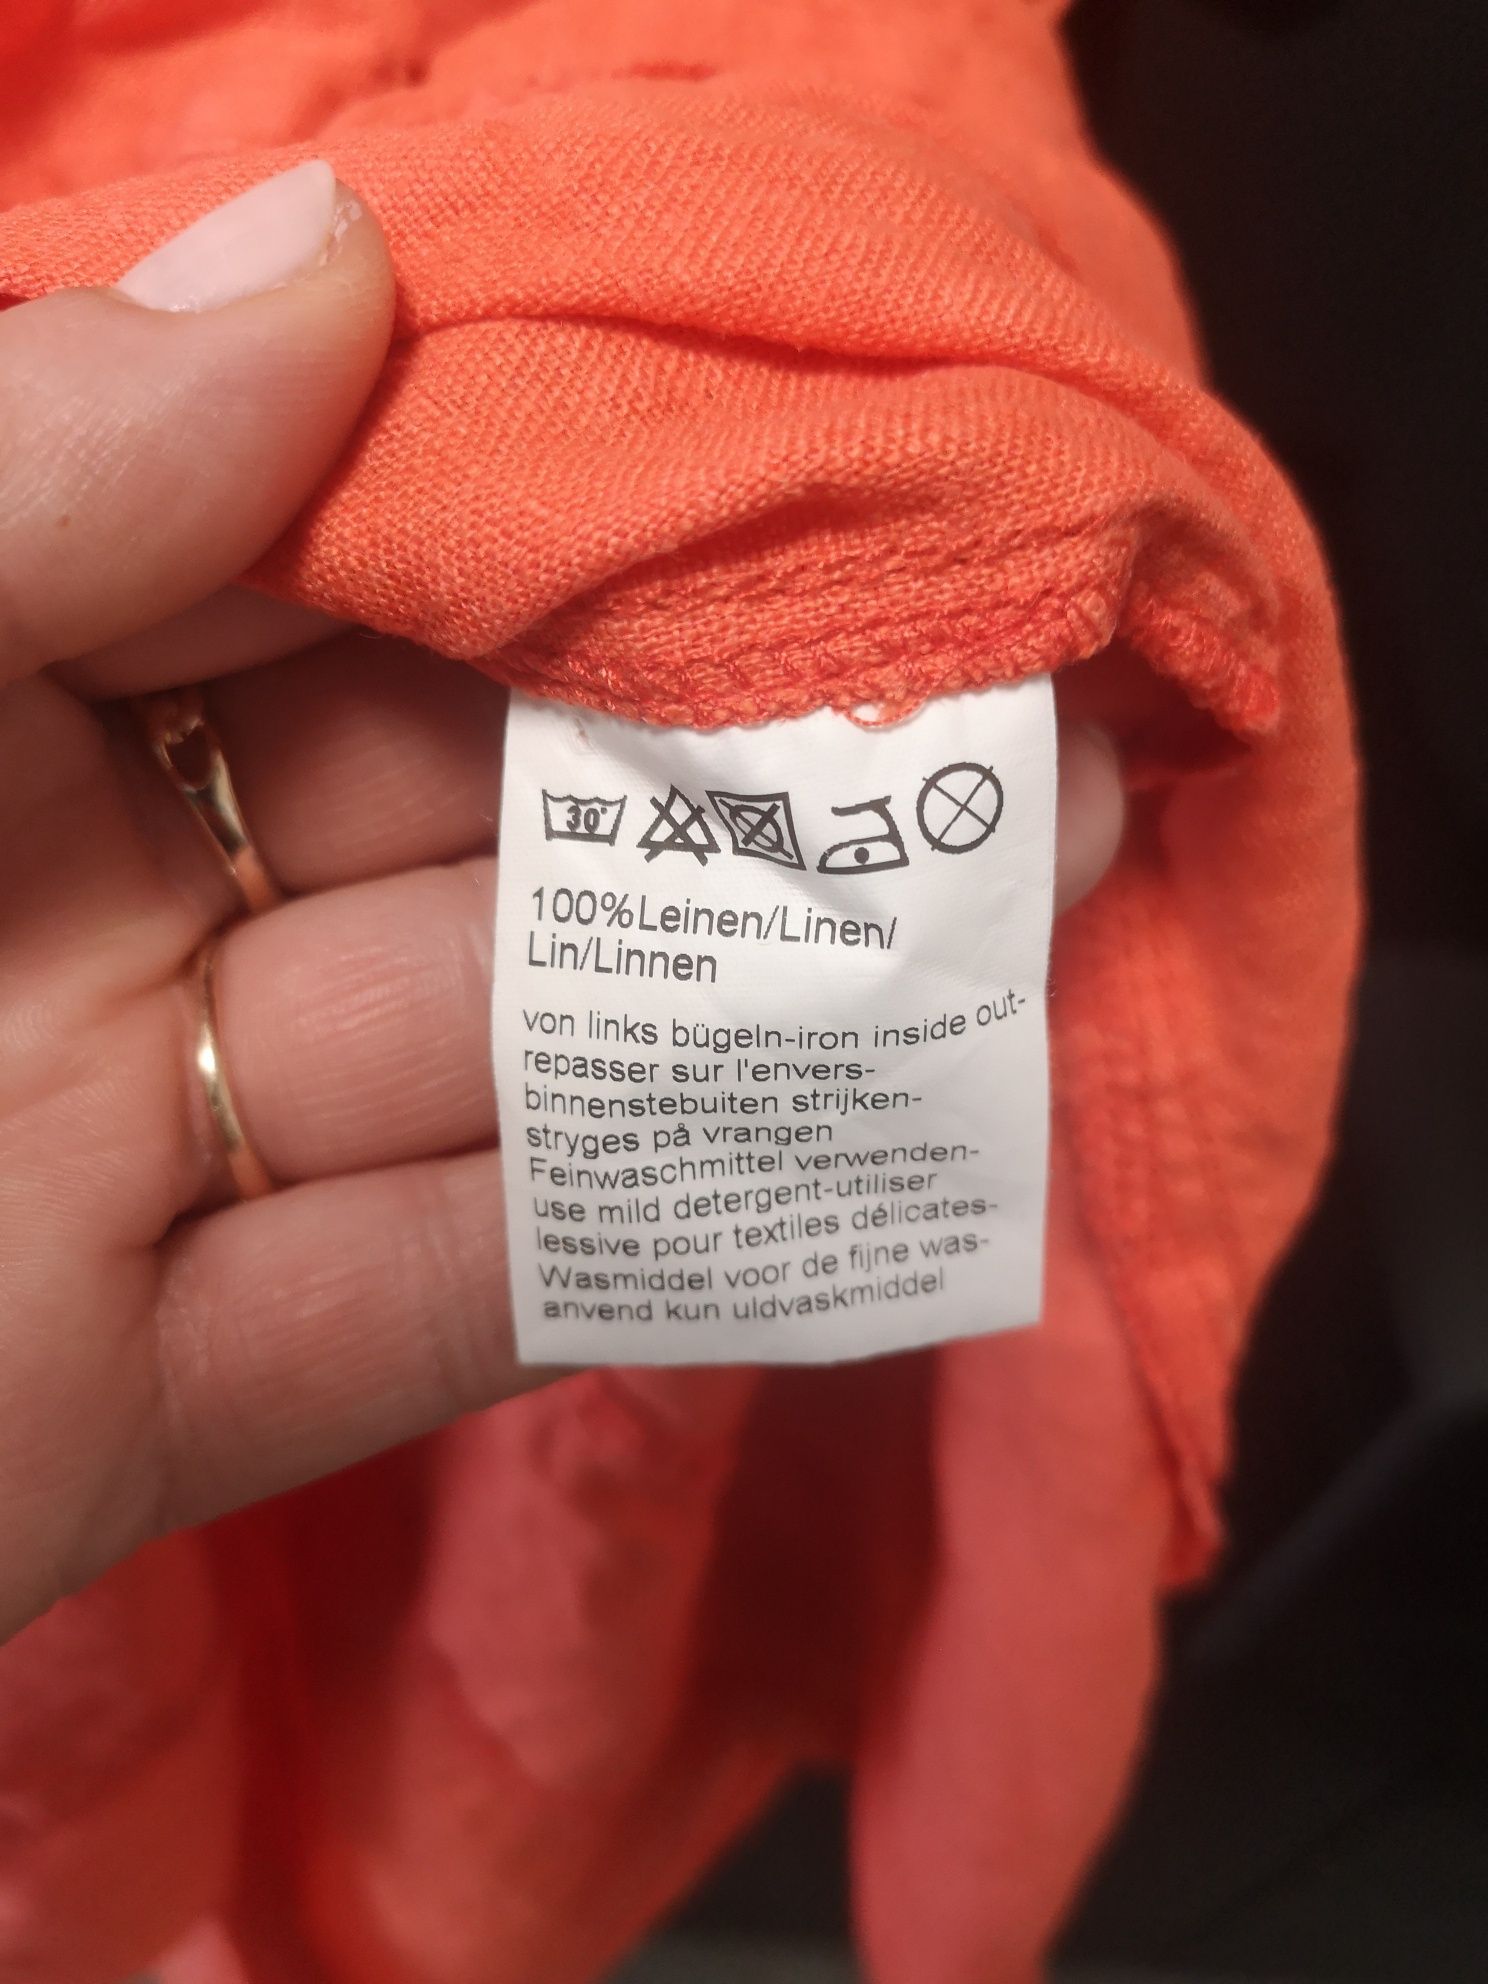 30°
100%Leinen/Linen/
Lin/Linnen
von links bügeln-iron inside out-
repasser sur l'envers-
binnenstebuiten strijken-
stryges på vrangen
Feinwaschmittel verwenden-
use mild detergent-utiliser
lessive pour textiles délicates-
Wasmiddel voor de fijne was-
anvend kun uldvaskmiddel